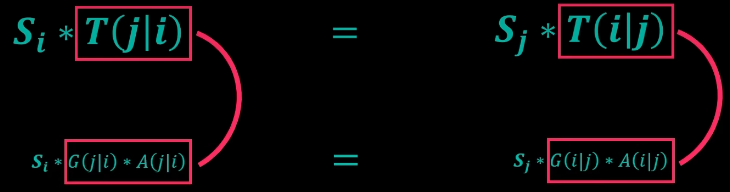 S_i * T(j|i) = S_j * T(i|j)
S_i * G(j|i) * A(j|i) = S_j * G(i|j) * A(i|j)